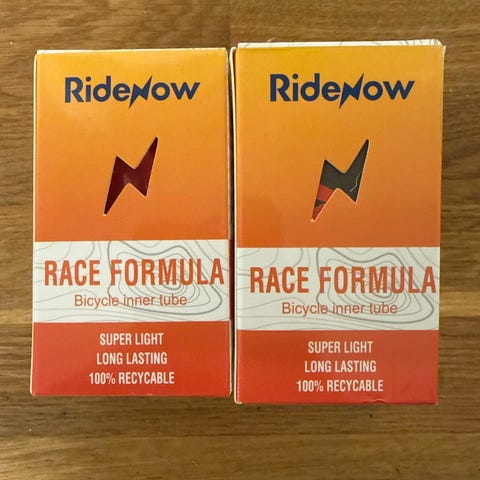 RideNow
RACE FORMULA
Bicycle inner tube
SUPER LIGHT
LONG LASTING
100% RECYCABLE
RideNow
RACE FORMULA
Bicycle inner tube
SUPER LIGHT
LONG LASTING
100% RECYCABLE